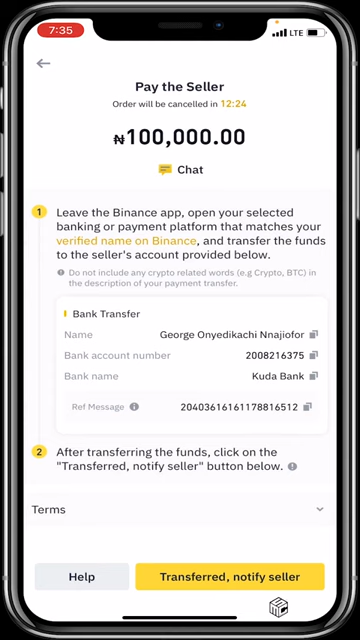 7:35
LTE
Pay the Seller
Order will be cancelled in 12:24
₦100,000.00
Chat
1 Leave the Binance app, open your selected
banking or payment platform that matches your
verified name on Binance, and transfer the funds
to the seller's account provided below.
Do not include any crypto related words (e.g Crypto, BTC) in
the description of your payment transfer.
Bank Transfer
Name George Onyedikachi Nnajiofor
Bank account number 2008216375
Bank name Kuda Bank
Ref Message 20403616161178816512
2 After transferring the funds, click on the
"Transferred, notify seller" button below.
Terms
Help Transferred, notify seller